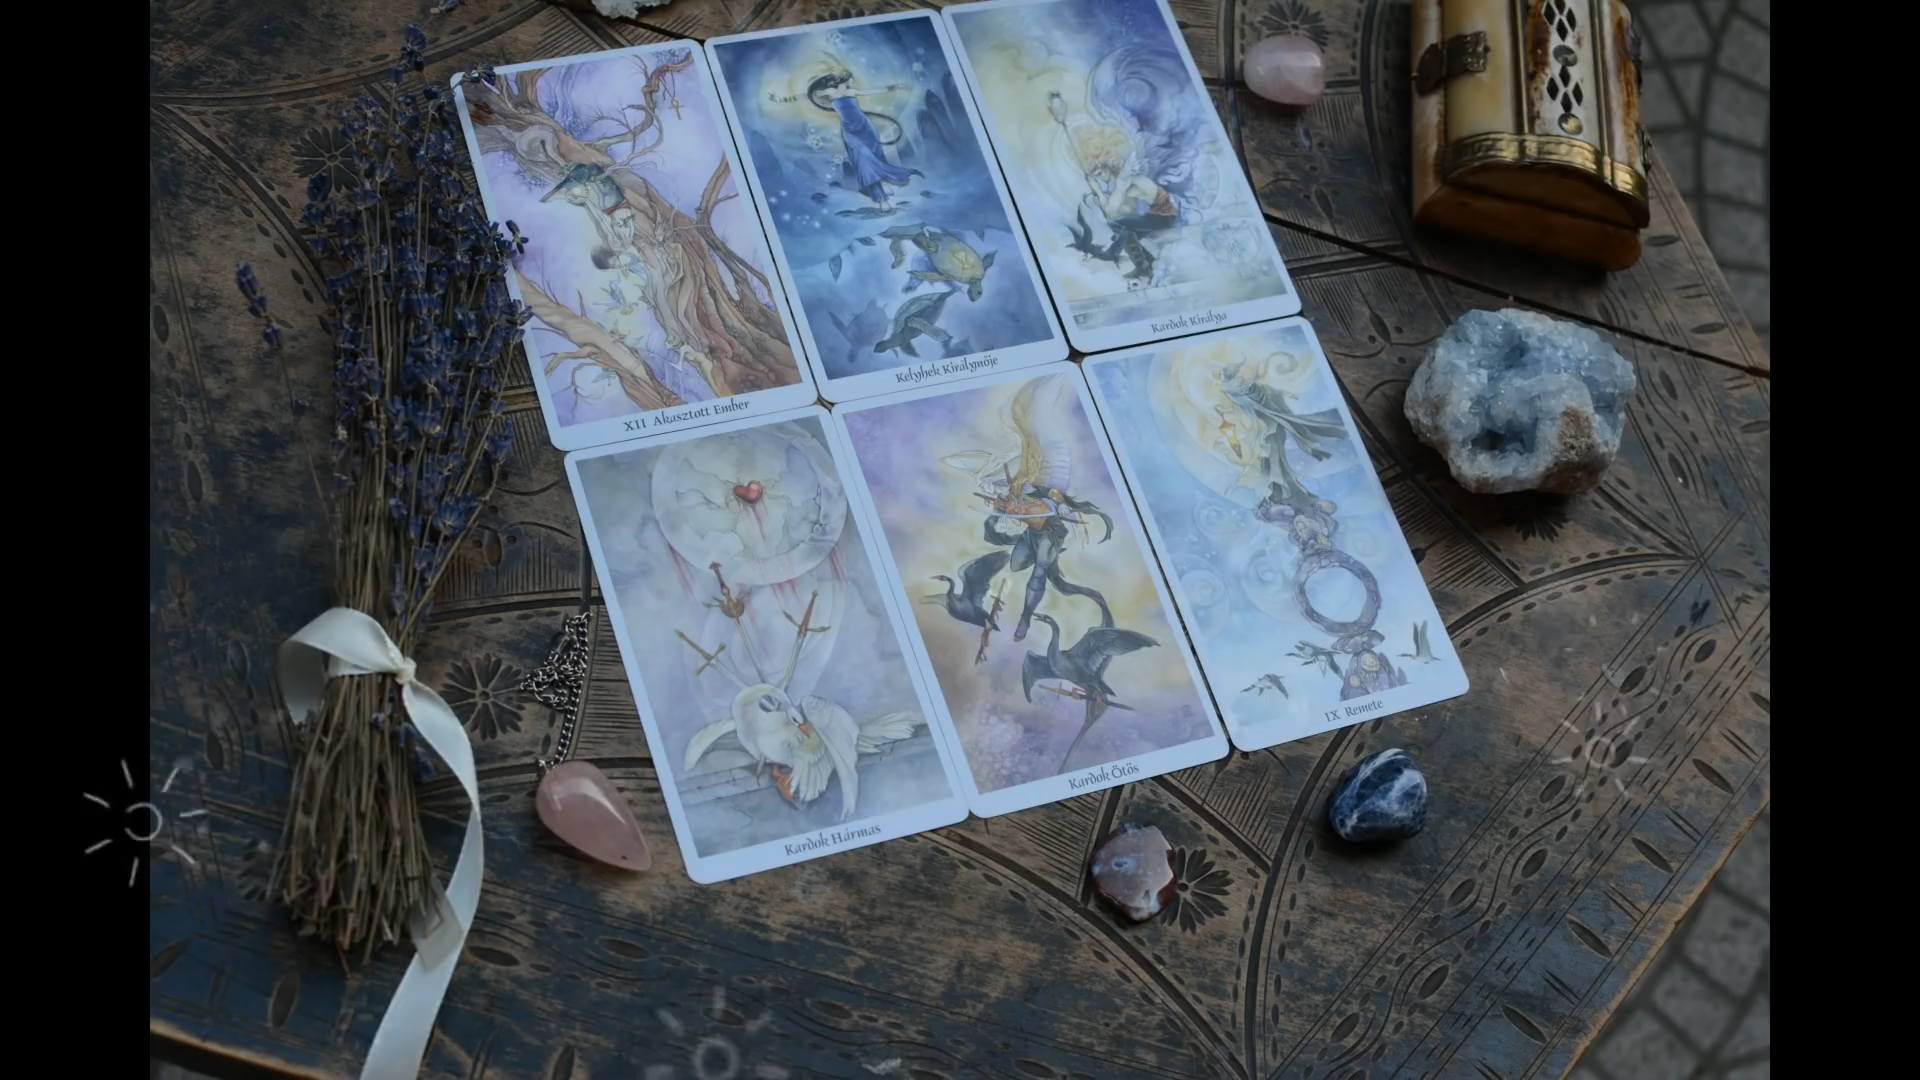 XII Akasztott Ember
Kelyhek Királynője
Kardok Királya
Kardok Hármas
Kardok Ötös
IX Remete